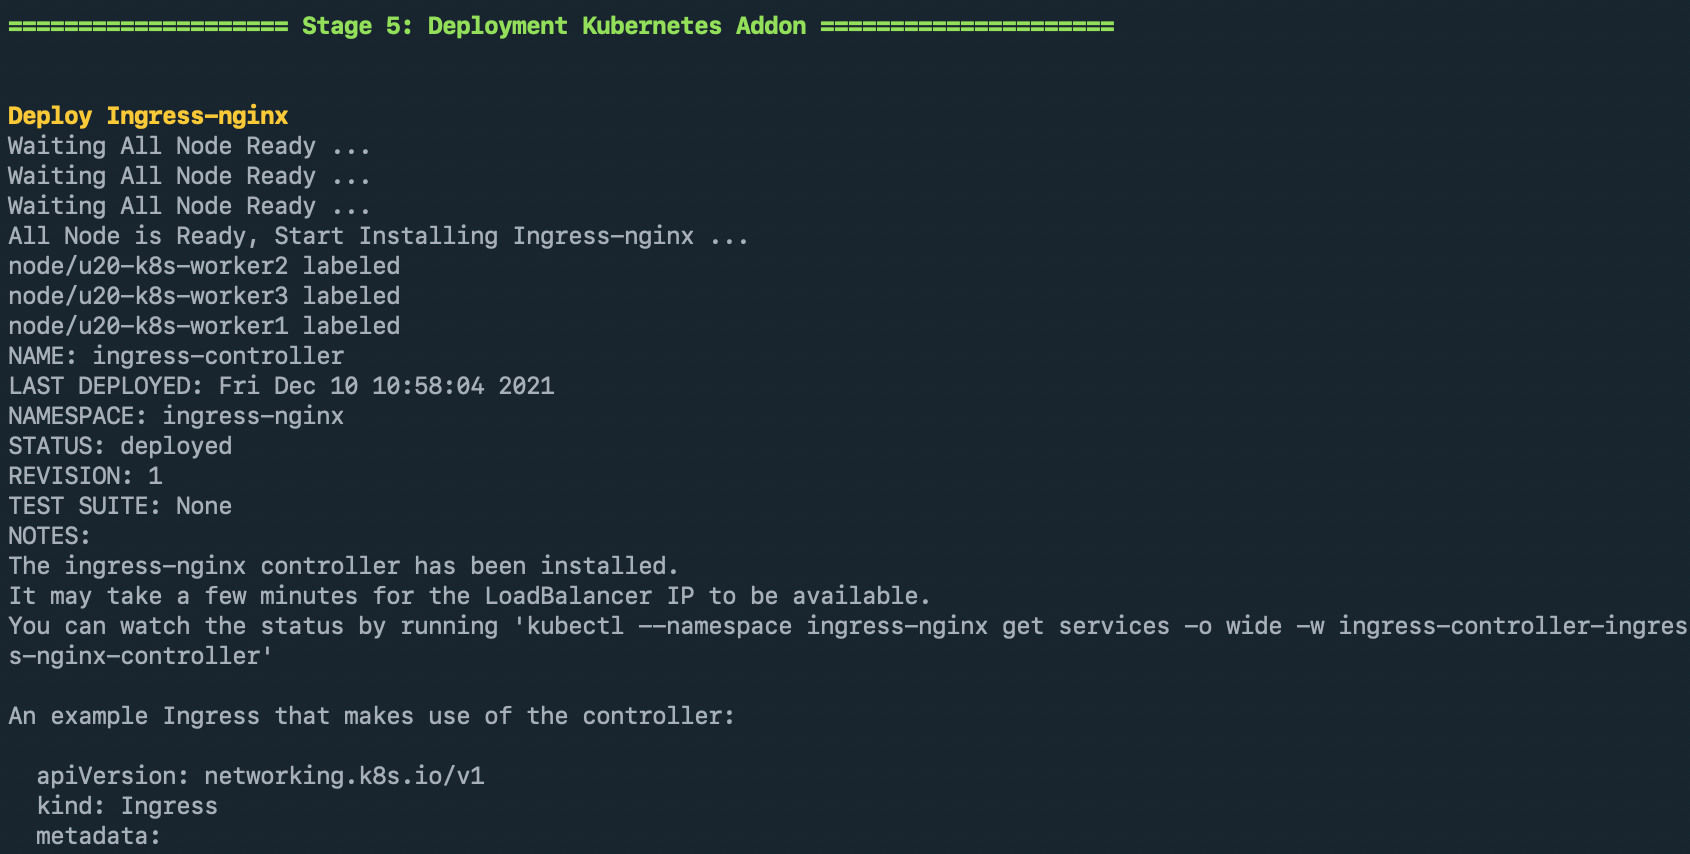 ==================== Stage 5: Deployment Kubernetes Addon =====================
Deploy Ingress-nginx
Waiting All Node Ready ...
Waiting All Node Ready ...
Waiting All Node Ready ...
All Node is Ready, Start Installing Ingress-nginx ...
node/u20-k8s-worker2 labeled
node/u20-k8s-worker3 labeled
node/u20-k8s-worker1 labeled
NAME: ingress-controller
LAST DEPLOYED: Fri Dec 10 10:58:04 2021
NAMESPACE: ingress-nginx
STATUS: deployed
REVISION: 1
TEST SUITE: None
NOTES:
The ingress-nginx controller has been installed.
It may take a few minutes for the LoadBalancer IP to be available.
You can watch the status by running 'kubectl --namespace ingress-nginx get services -o wide -w ingress-controller-ingres
s-nginx-controller'
An example Ingress that makes use of the controller:
  apiVersion: networking.k8s.io/v1
  kind: Ingress
  metadata: